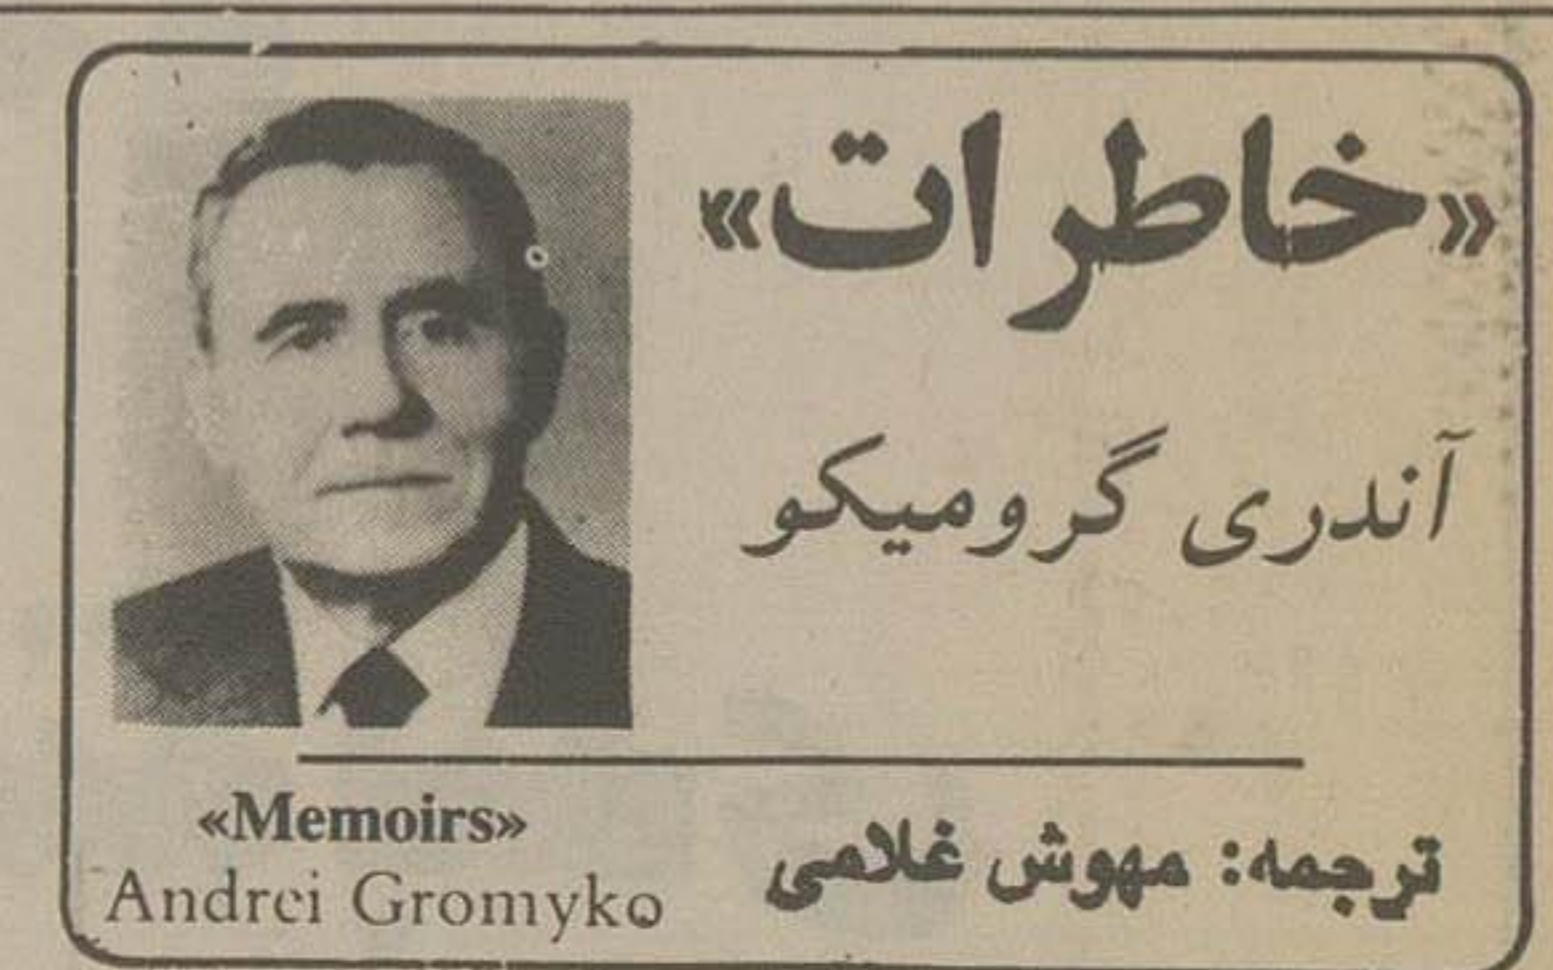 «خاطرات»
آندری گرومیکو
ترجمه: مهوش غلامی
«Memoirs»
Andrei Gromyko